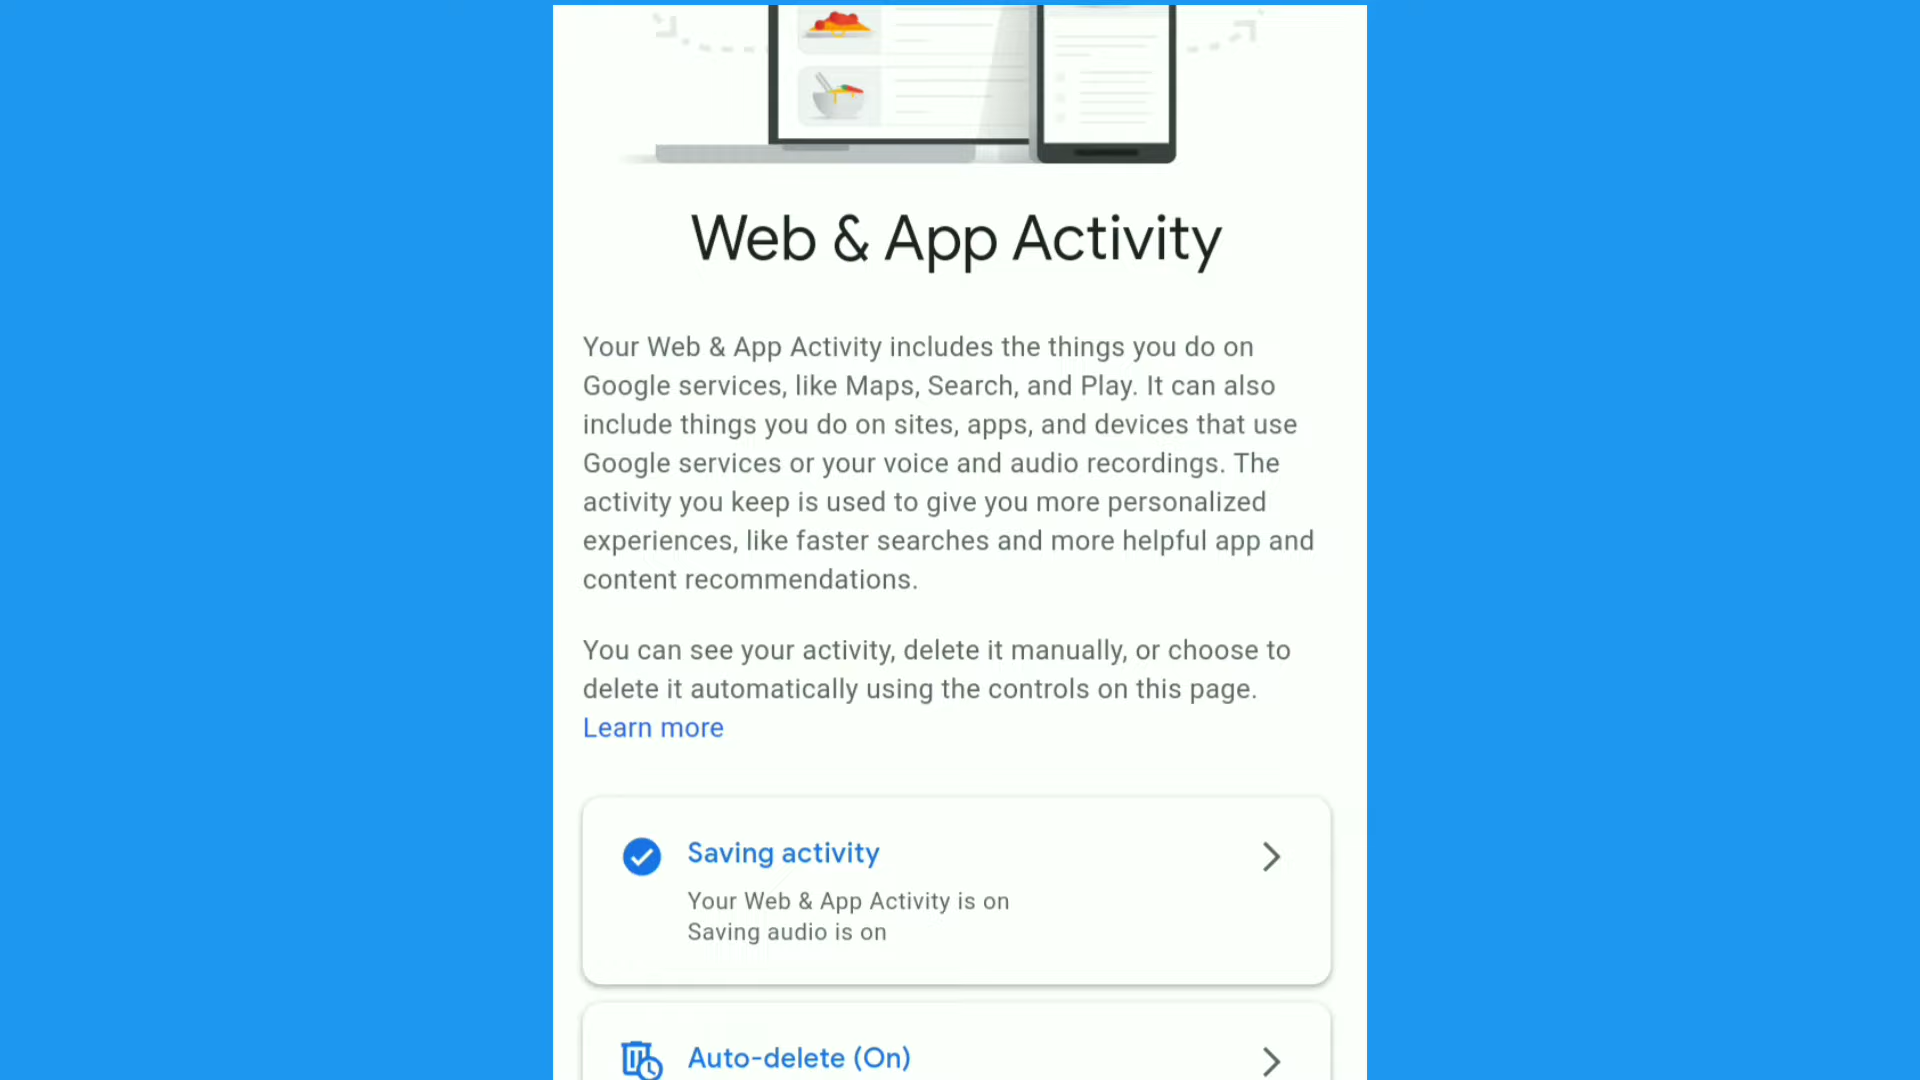 Web & App Activity
Your Web & App Activity includes the things you do on
Google services, like Maps, Search, and Play. It can also
include things you do on sites, apps, and devices that use
Google services or your voice and audio recordings. The
activity you keep is used to give you more personalized
experiences, like faster searches and more helpful app and
content recommendations.
You can see your activity, delete it manually, or choose to
delete it automatically using the controls on this page.
Learn more
Saving activity
Your Web & App Activity is on
Saving audio is on
Auto-delete (On)